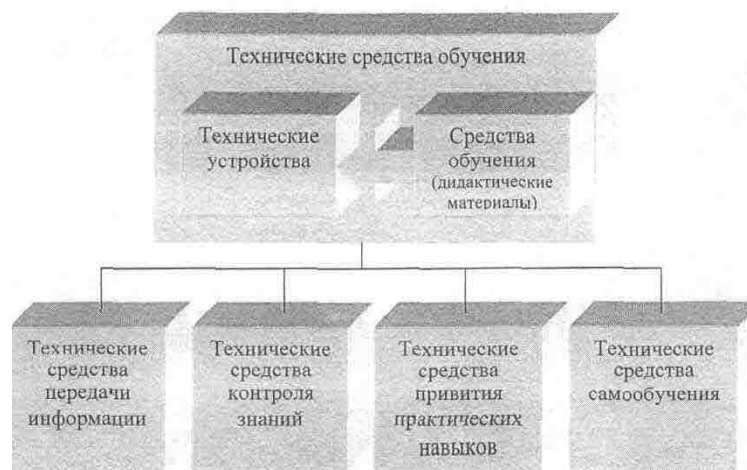 Технические средства обучения
Технические
устройства
Средства
обучения
(дидактические
материалы)
Технические
средства
передачи
информации
Технические
средства
контроля
знаний
Технические
средства
привития
практических
навыков
Технические
средства
самообучения